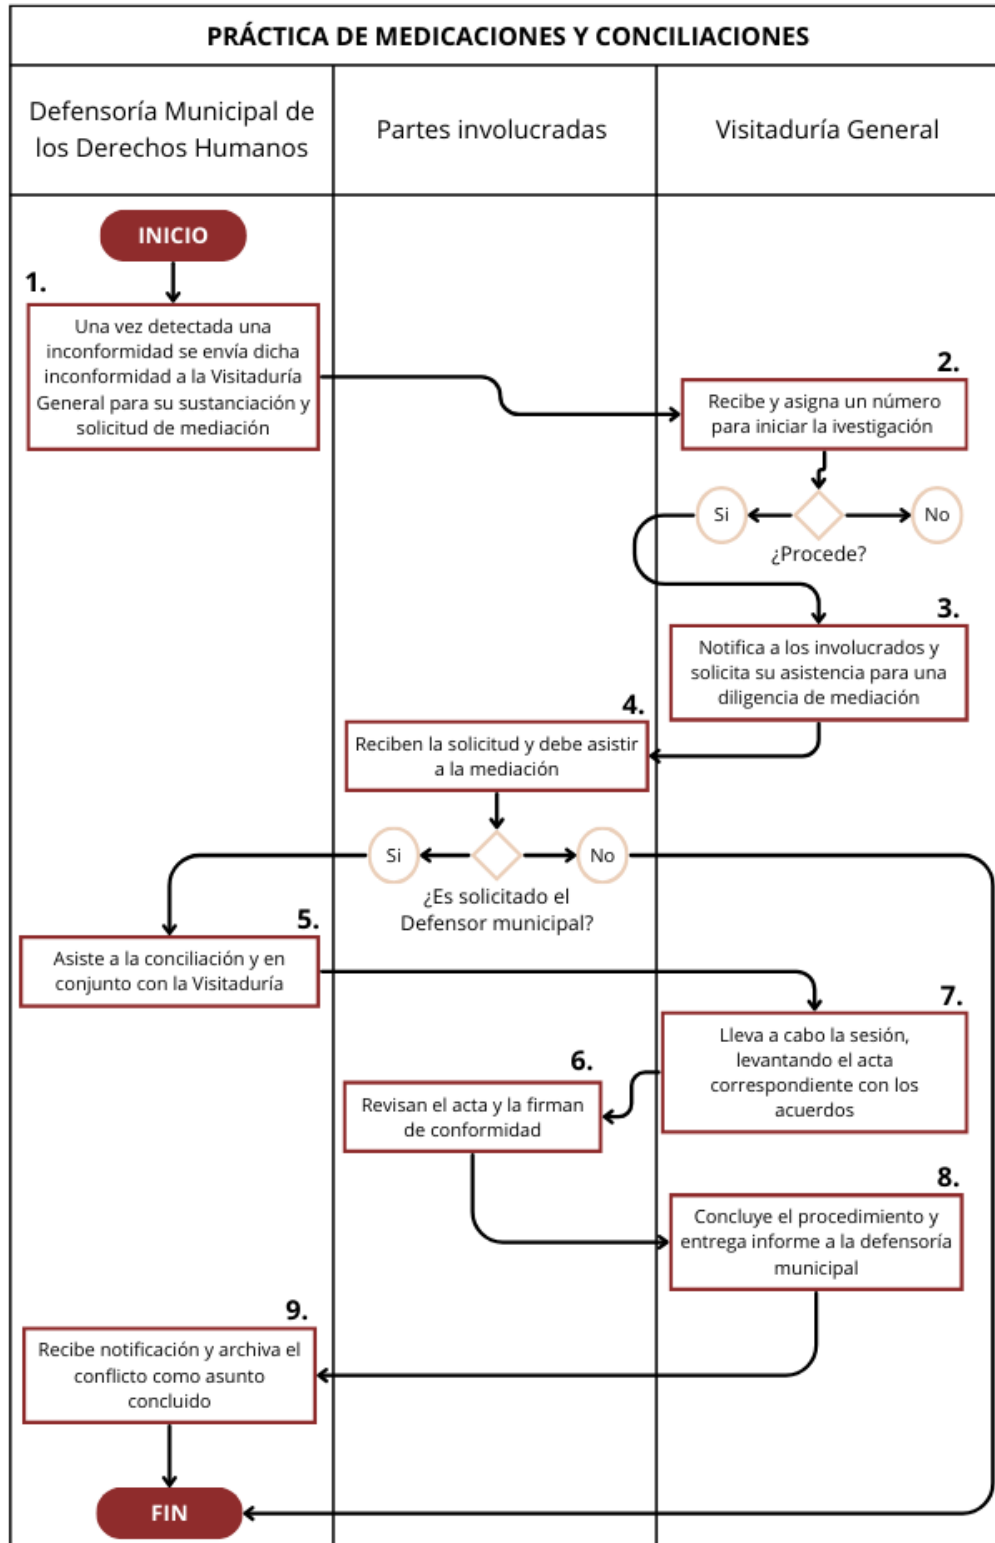 PRÁCTICA DE MEDICACIONES Y CONCILIACIONES
Defensoría Municipal de
los Derechos Humanos
Partes involucradas
Visitaduría General
INICIO
1.
Una vez detectada una
inconformidad se envía dicha
inconformidad a la Visitaduría
General para su sustanciación y
solicitud de mediación
2.
Recibe y asigna un número
para iniciar la ivestigación
Si
No
¿Procede?
3.
Notifica a los involucrados y
solicita su asistencia para una
diligencia de mediación
4.
Reciben la solicitud y debe asistir
a la mediación
Si
No
¿Es solicitado el
Defensor municipal?
5.
Asiste a la conciliación y en
conjunto con la Visitaduría
7.
Lleva a cabo la sesión,
levantando el acta
correspondiente con los
acuerdos
6.
Revisan el acta y la firman
de conformidad
8.
Concluye el procedimiento y
entrega informe a la defensoría
municipal
9.
Recibe notificación y archiva el
conflicto como asunto
concluido
FIN